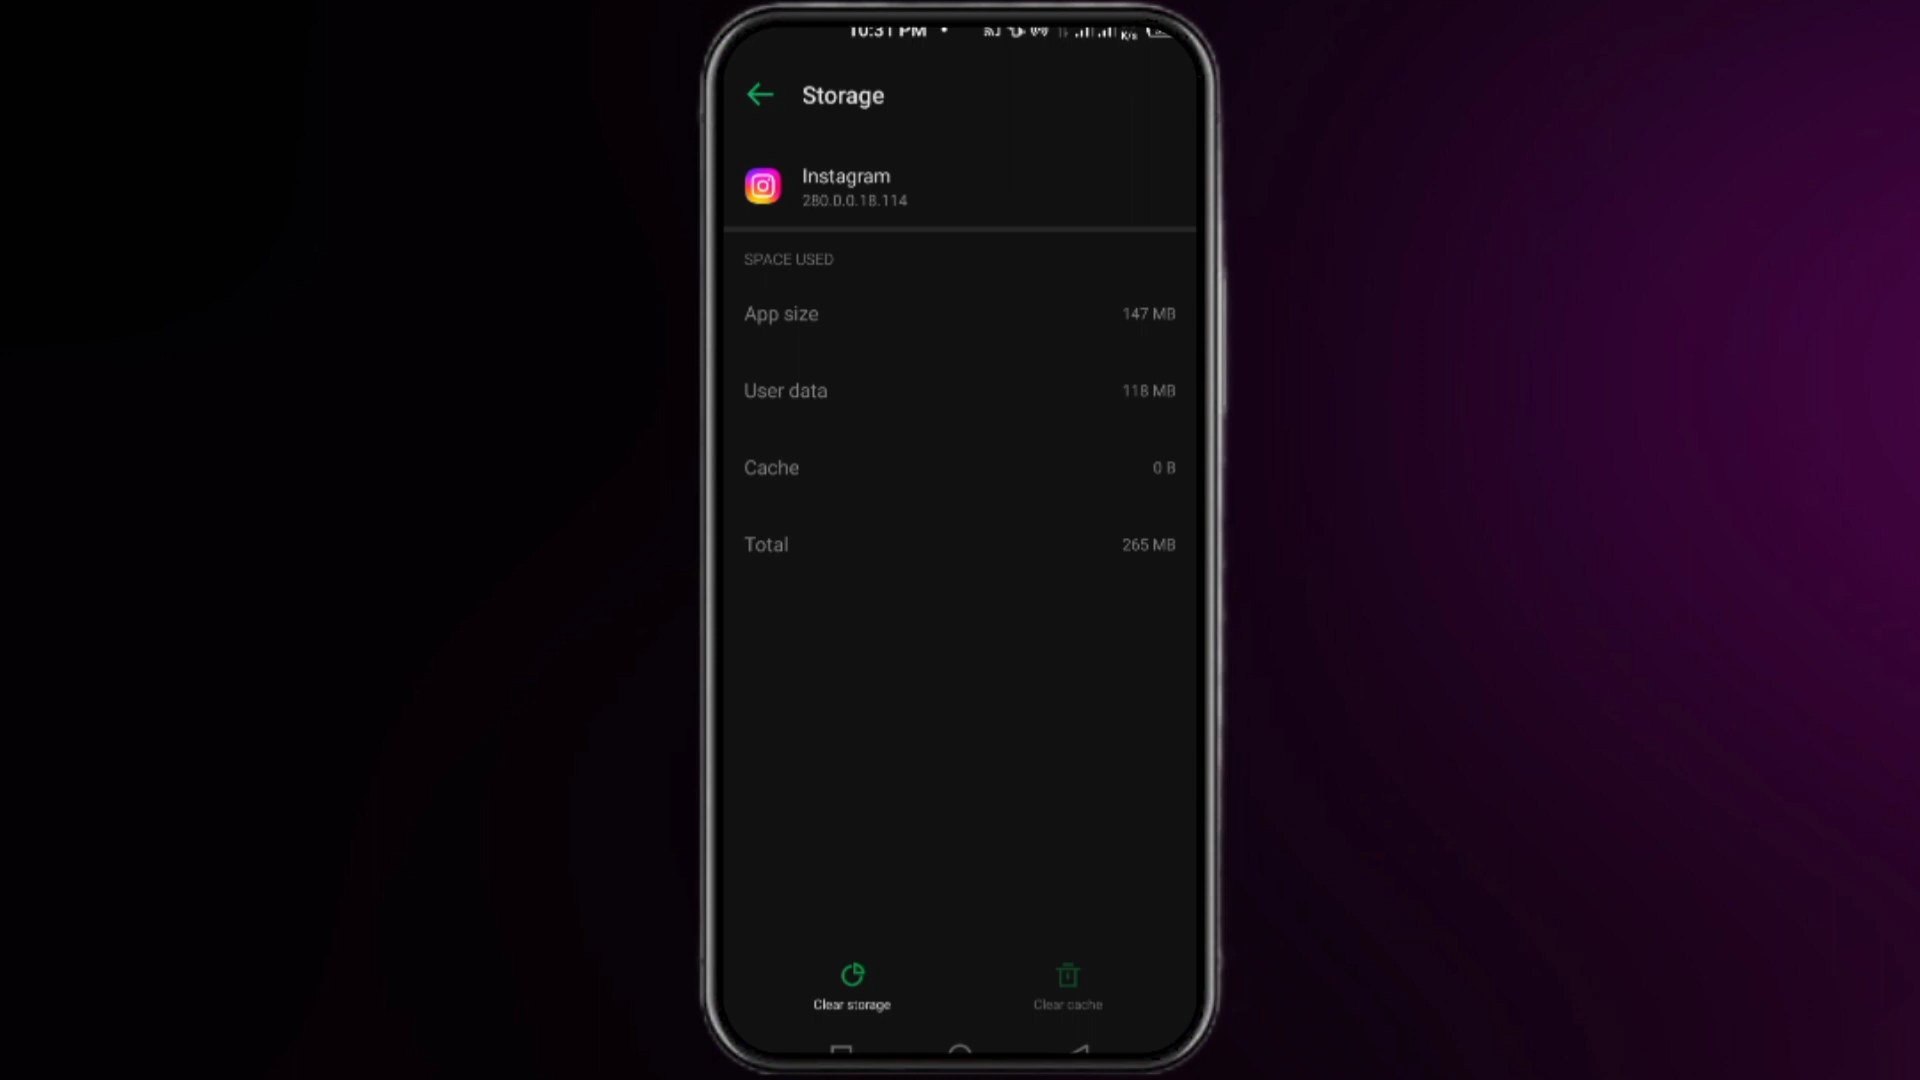 10:31 PM
K/s
Storage
Instagram
280.0.0.18.114
SPACE USED
App size
147 MB
User data
118 MB
Cache
0 B
Total
265 MB
Clear storage
Clear cache